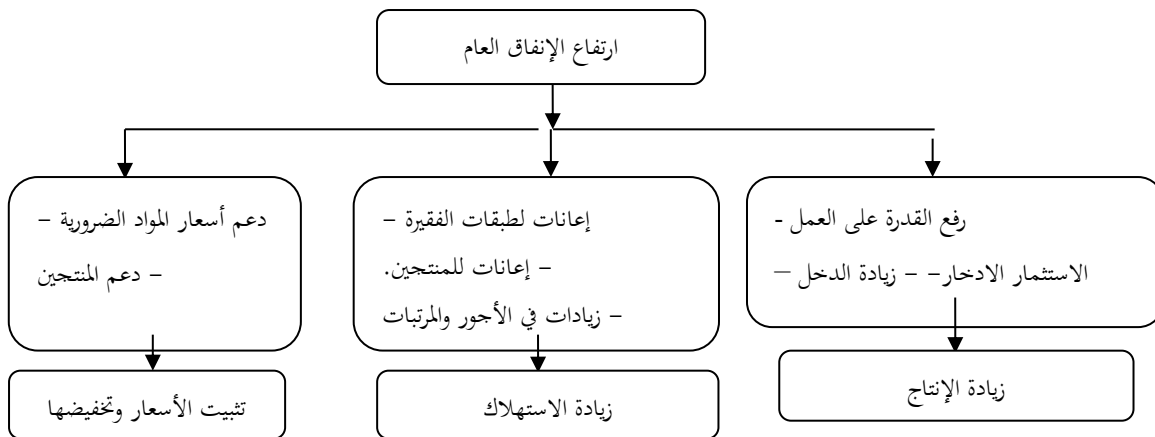 ارتفاع الإنفاق العام
رفع القدرة على العمل -
الاستثمار الادخار– – زيادة الدخل –
إعانات لطبقات الفقيرة –
– إعانات للمنتجين.
– زيادات في الأجور والمرتبات
دعم أسعار المواد الضرورية –
– دعم المنتجين
زيادة الإنتاج
زيادة الاستهلاك
تثبيت الأسعار وتخفيضها